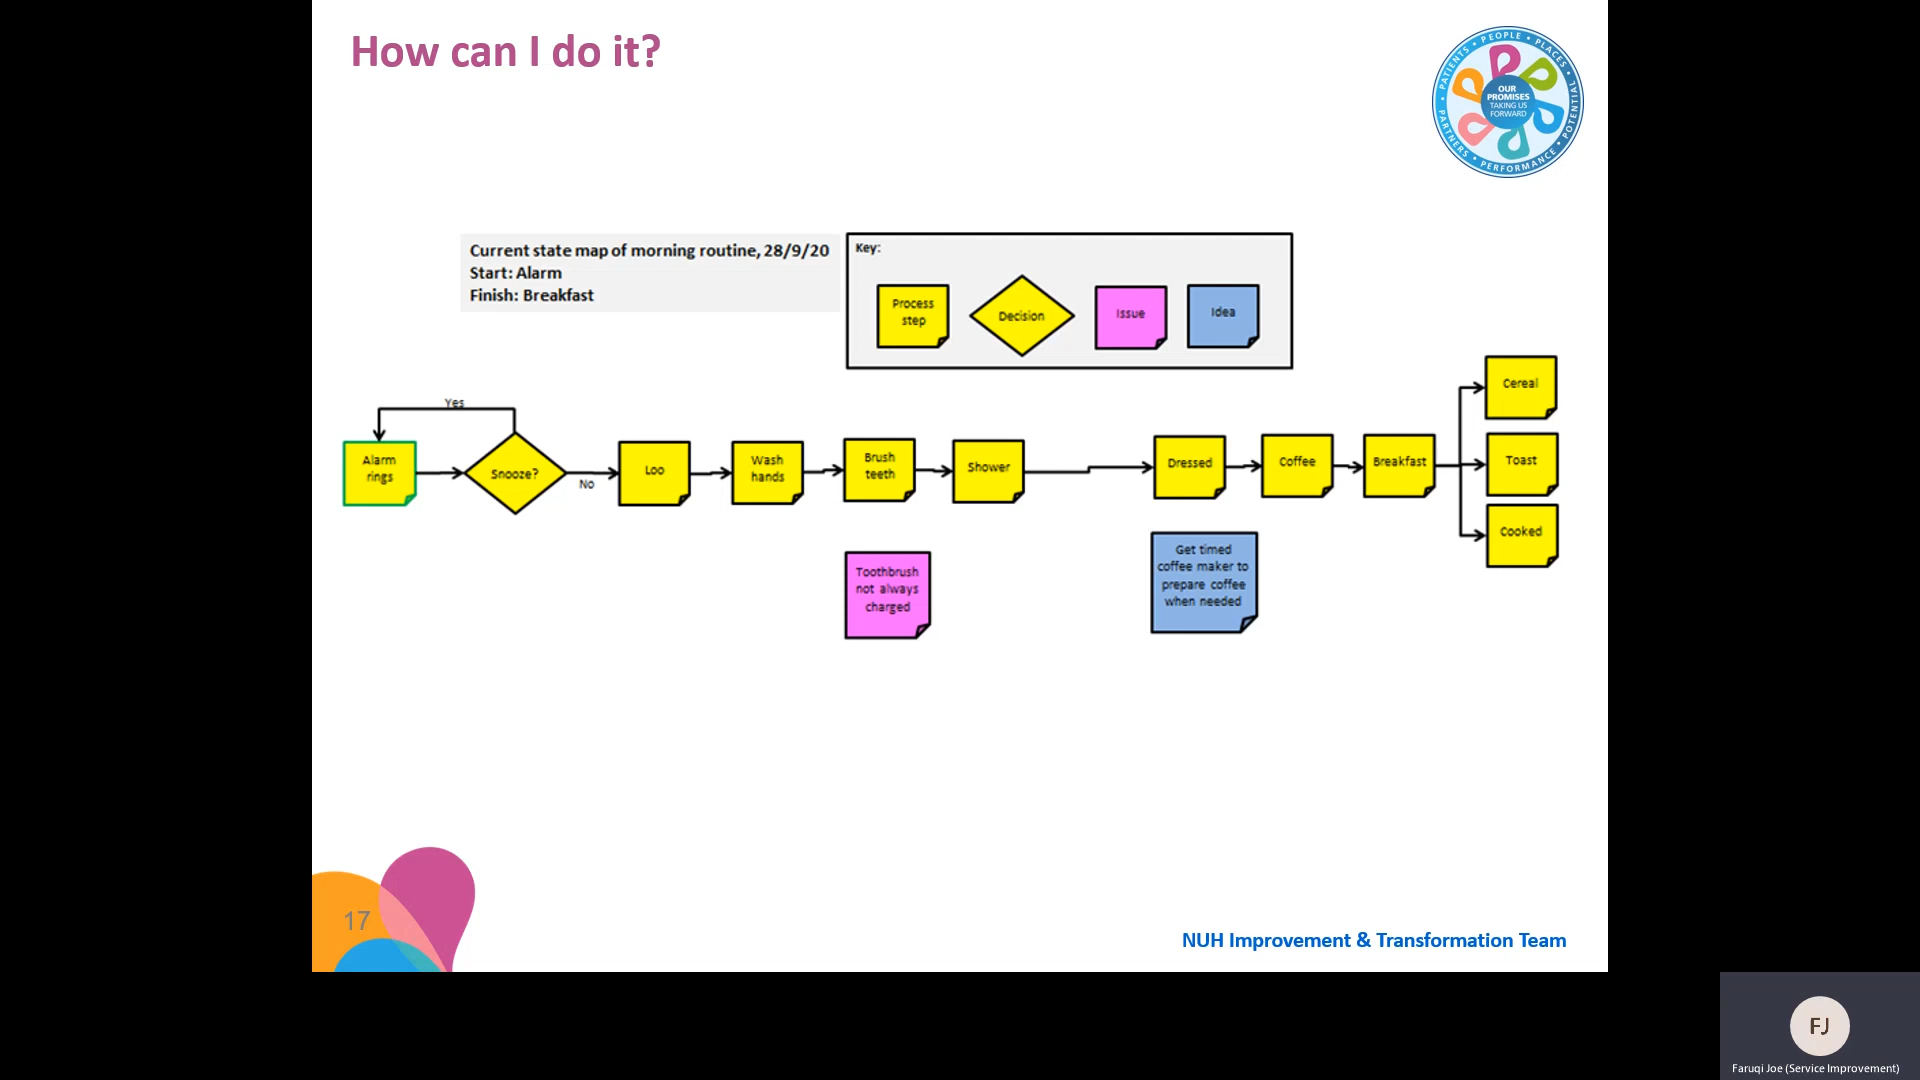 How can I do it?
PATIENTS • PEOPLE • PLACES • POTENTIAL • PERFORMANCE • PARTNERS •
OUR
PROMISES
TAKING US
FORWARD
Current state map of morning routine, 28/9/20
Start: Alarm
Finish: Breakfast
Key:
Process
step
Decision
Issue
Idea
Yes
Alarm
rings
Snooze?
No
Loo
Wash
hands
Brush
teeth
Shower
Dressed
Coffee
Breakfast
Cereal
Toast
Cooked
Toothbrush
not always
charged
Get timed
coffee maker to
prepare coffee
when needed
17
NUH Improvement & Transformation Team
FJ
Faruqi Joe (Service Improvement)